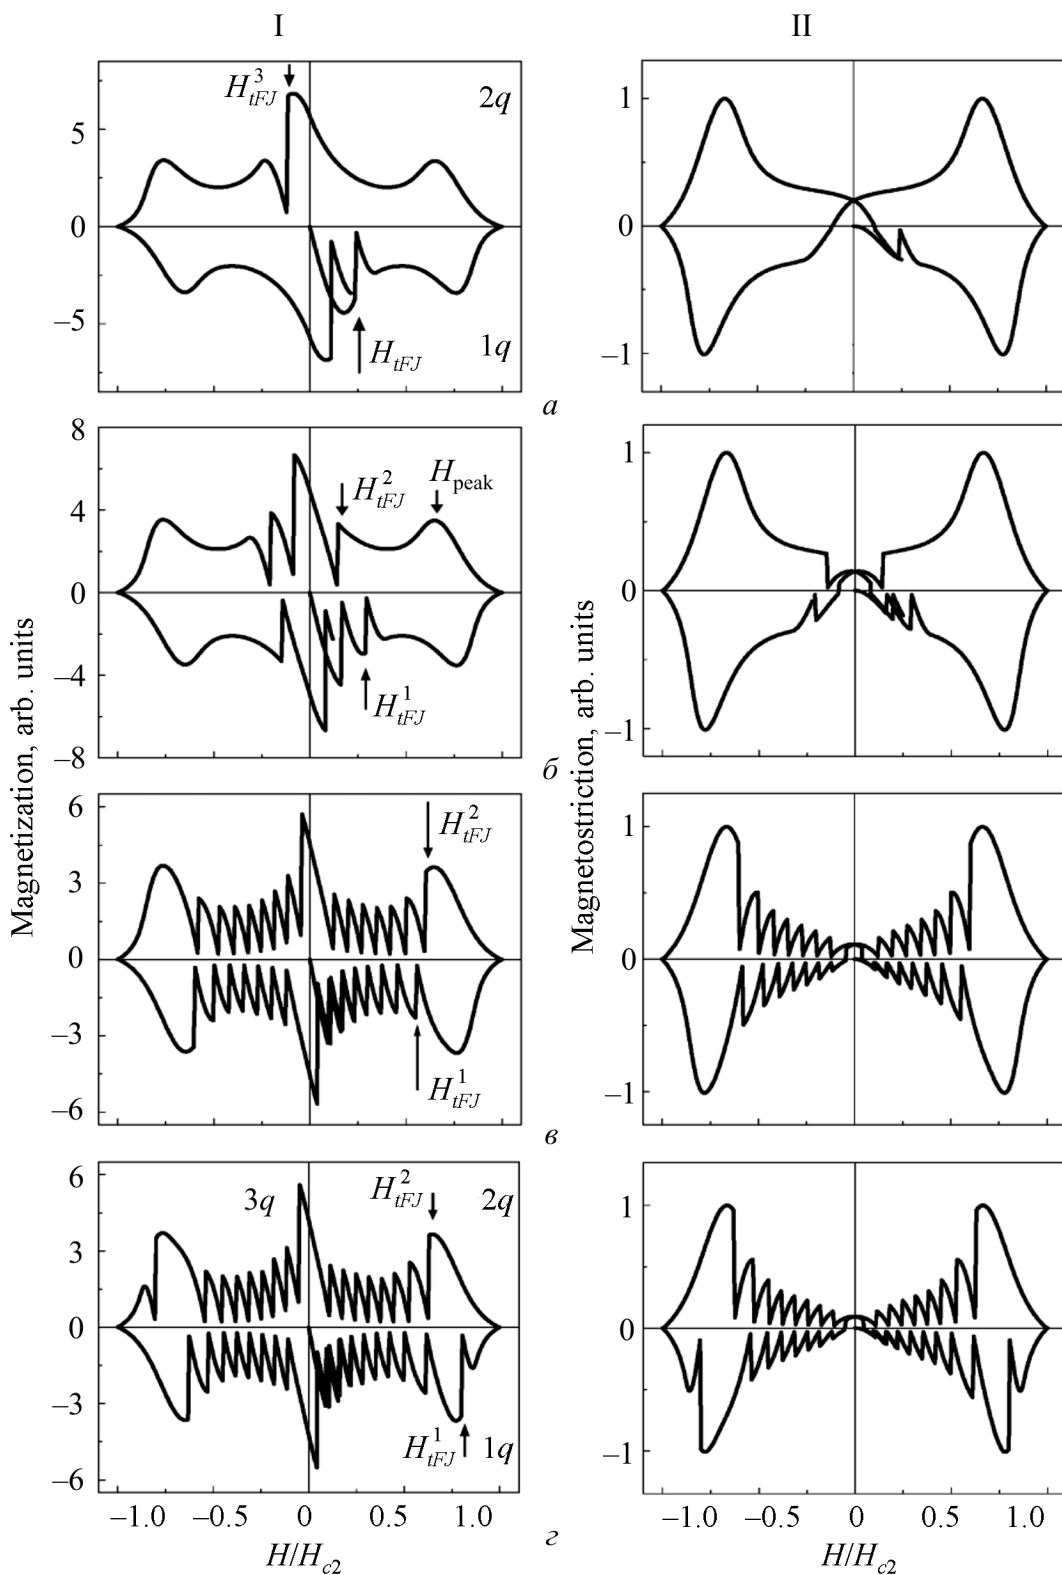 I II
H³tFJ 2q
5
0
−5
1q
HtFJ
1
0
−1
а
8
4
0
−4
−8
H²tFJ Hpeak
H¹tFJ
1
0
−1
б
Magnetization, arb. units
Magnetostriction, arb. units
6
3
0
−3
−6
H²tFJ
H¹tFJ
1
0
−1
в
6
3
0
−3
−6
3q H²tFJ 2q
H¹tFJ 1q
1
0
−1
−1.0 −0.5 0 0.5 1.0
−1.0 −0.5 0 0.5 1.0
г
H/Hc2 H/Hc2